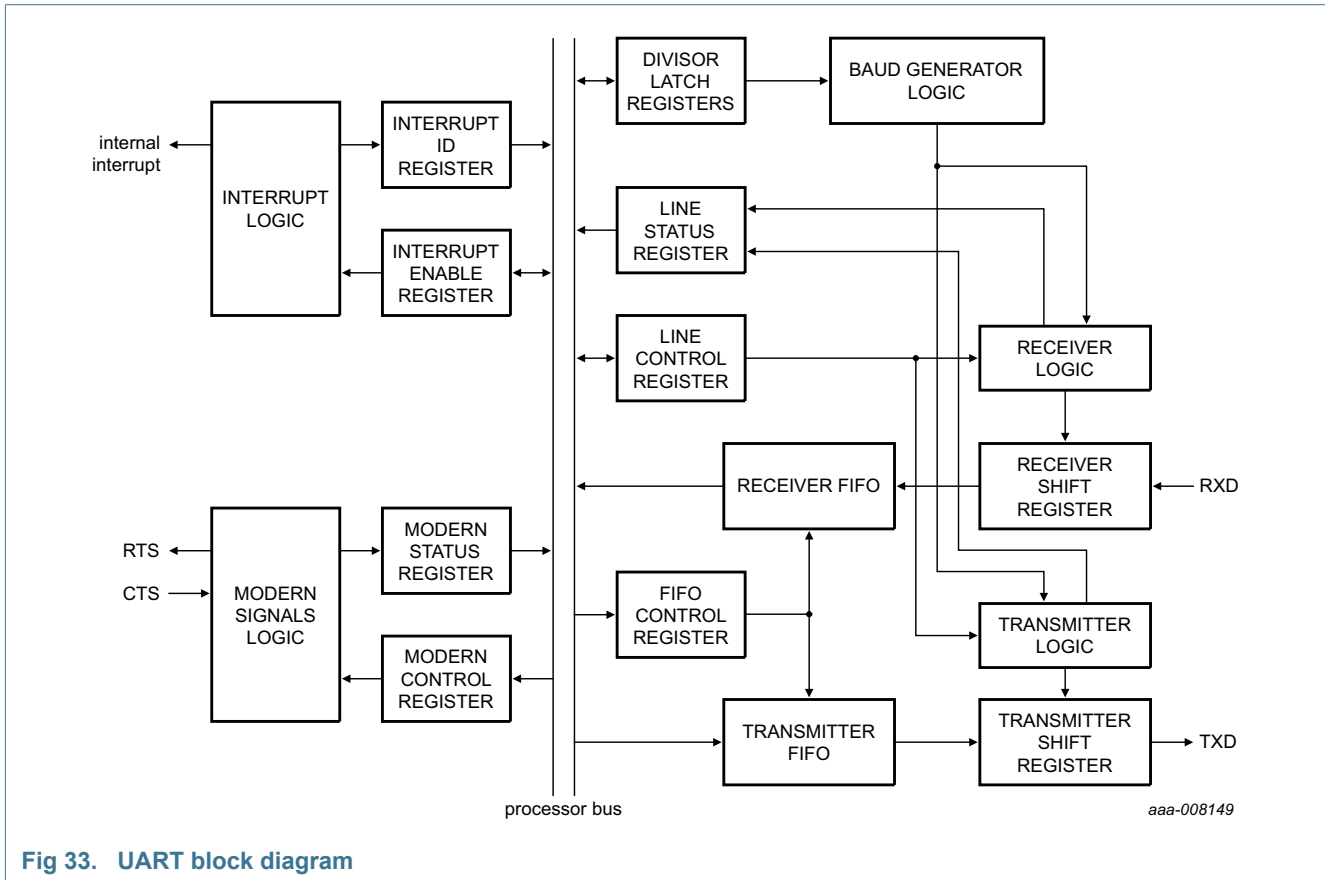 internal
interrupt
INTERRUPT
LOGIC
INTERRUPT
ID
REGISTER
INTERRUPT
ENABLE
REGISTER
RTS
CTS
MODERN
SIGNALS
LOGIC
MODERN
STATUS
REGISTER
MODERN
CONTROL
REGISTER
processor bus
DIVISOR
LATCH
REGISTERS
BAUD GENERATOR
LOGIC
LINE
STATUS
REGISTER
LINE
CONTROL
REGISTER
RECEIVER
LOGIC
RECEIVER FIFO
RECEIVER
SHIFT
REGISTER
RXD
FIFO
CONTROL
REGISTER
TRANSMITTER
LOGIC
TRANSMITTER
FIFO
TRANSMITTER
SHIFT
REGISTER
TXD
aaa-008149
Fig 33. UART block diagram